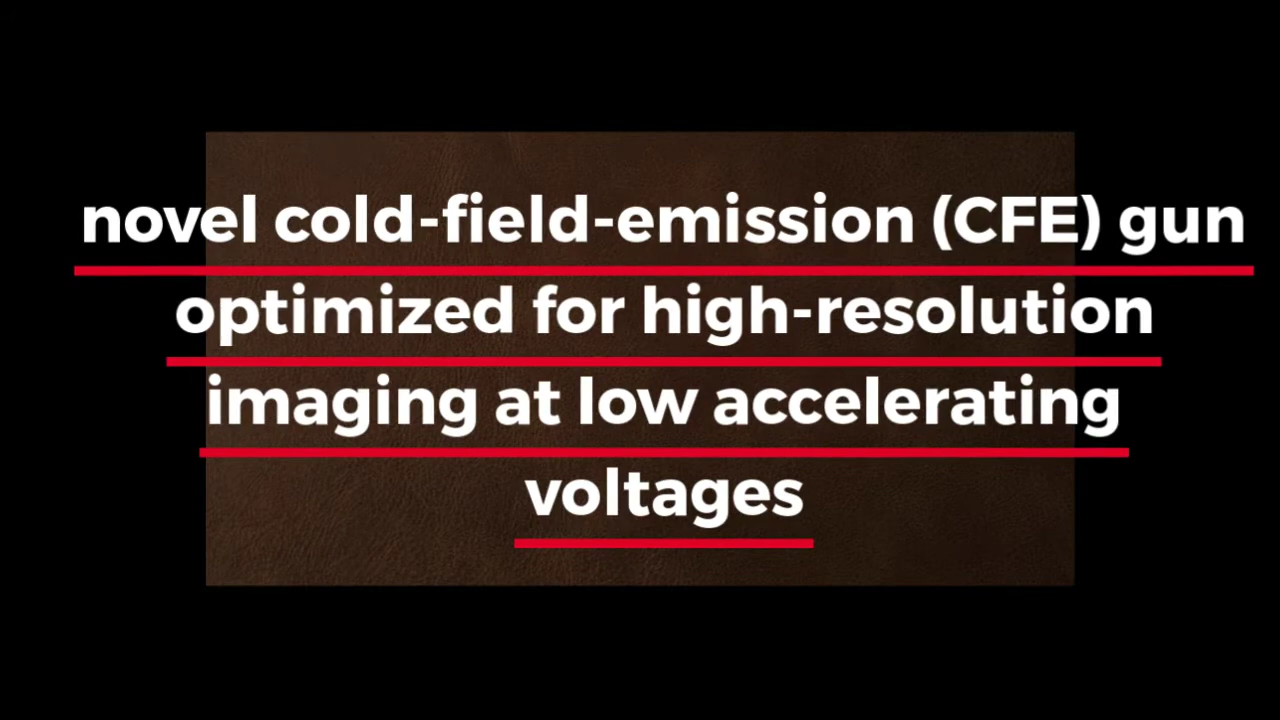 novel cold-field-emission (CFE) gun
optimized for high-resolution
imaging at low accelerating
voltages